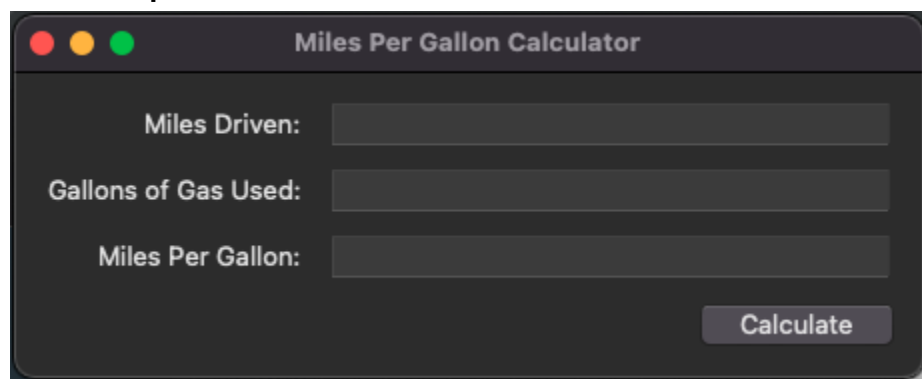 Miles Per Gallon Calculator
Miles Driven:
Gallons of Gas Used:
Miles Per Gallon:
Calculate